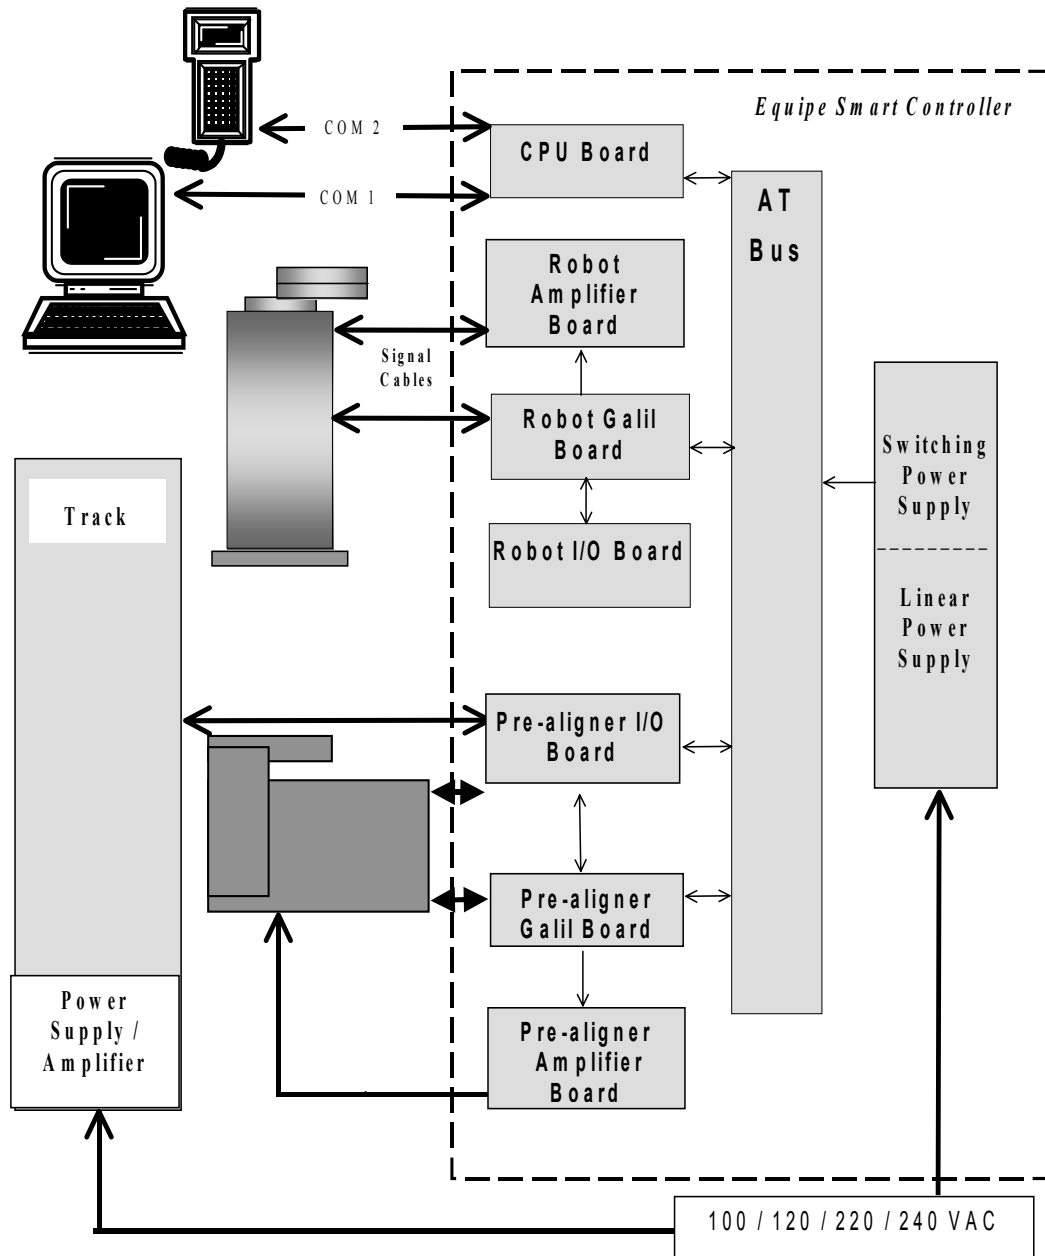 Equipe Smart Controller
COM 2
CPU Board
COM 1
AT
Bus
Robot
Amplifier
Board
Signal
Cables
Robot Galil
Board
Switching
Power
Supply
Track
Robot I/O Board
Linear
Power
Supply
Pre-aligner I/O
Board
Pre-aligner
Galil Board
Power
Supply /
Amplifier
Pre-aligner
Amplifier
Board
100 / 120 / 220 / 240 VAC